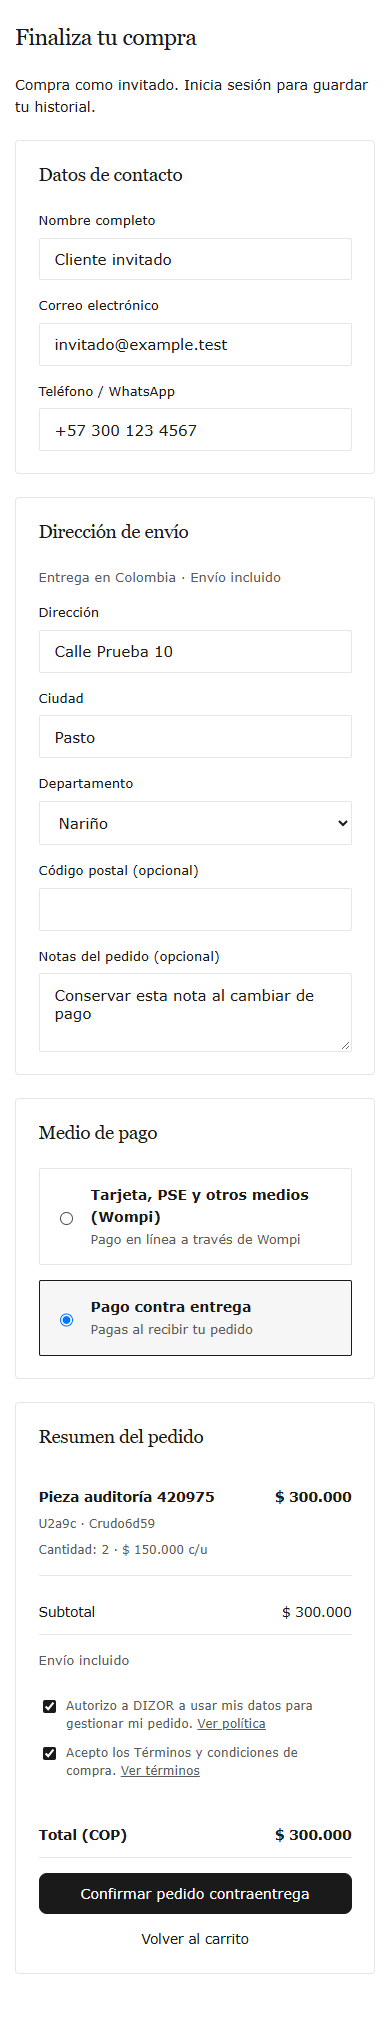 Finaliza tu compra
Compra como invitado. Inicia sesión para guardar
tu historial.
Datos de contacto
Nombre completo
Cliente invitado
Correo electrónico
invitado@example.test
Teléfono / WhatsApp
+57 300 123 4567
Dirección de envío
Entrega en Colombia · Envío incluido
Dirección
Calle Prueba 10
Ciudad
Pasto
Departamento
Nariño
Código postal (opcional)
Notas del pedido (opcional)
Conservar esta nota al cambiar de
pago
Medio de pago
Tarjeta, PSE y otros medios
(Wompi)
Pago en línea a través de Wompi
Pago contra entrega
Pagas al recibir tu pedido
Resumen del pedido
Pieza auditoría 420975 $ 300.000
U2a9c · Crudo6d59
Cantidad: 2 · $ 150.000 c/u
Subtotal $ 300.000
Envío incluido
Autorizo a DIZOR a usar mis datos para
gestionar mi pedido. Ver política
Acepto los Términos y condiciones de
compra. Ver términos
Total (COP) $ 300.000
Confirmar pedido contraentrega
Volver al carrito